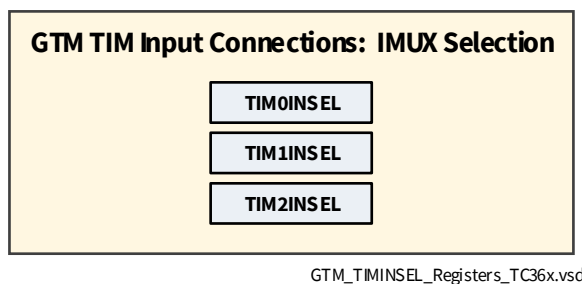 GTM TIM Input Connections: IMUX Selection
TIM0INSEL
TIM1INSEL
TIM2INSEL
GTM_TIMINSEL_Registers_TC36x.vsd